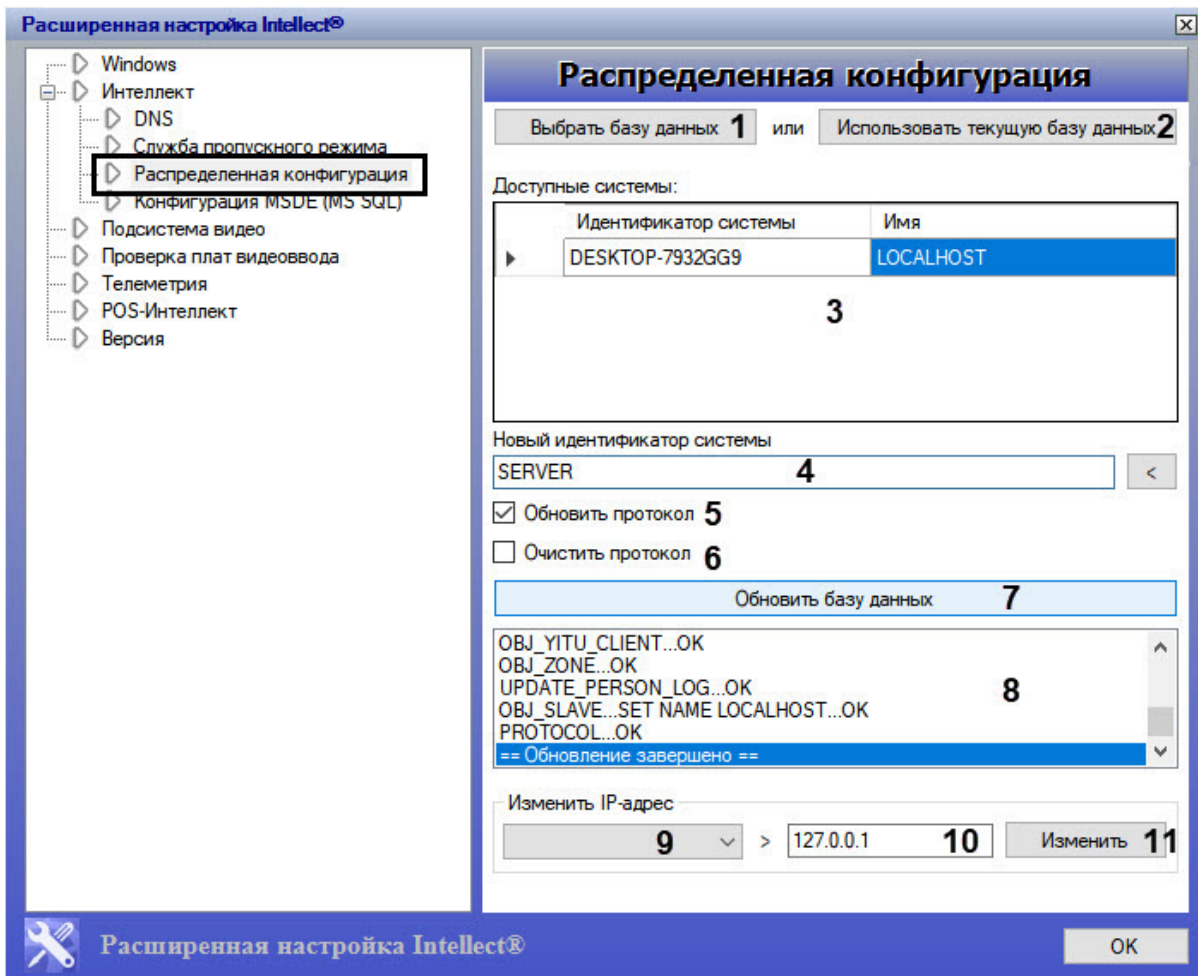 Расширенная настройка Intellect®
Windows
Интеллект
DNS
Служба пропускного режима
Распределенная конфигурация
Конфигурация MSDE (MS SQL)
Подсистема видео
Проверка плат видеоввода
Телеметрия
POS-Интеллект
Версия
Распределенная конфигурация
Выбрать базу данных 1 или Использовать текущую базу данных 2
Доступные системы:
Идентификатор системы Имя
DESKTOP-7932GG9 LOCALHOST
3
Новый идентификатор системы
SERVER 4 <
Обновить протокол 5
Очистить протокол 6
Обновить базу данных 7
OBJ_YITU_CLIENT...OK
OBJ_ZONE...OK
UPDATE_PERSON_LOG...OK
8
OBJ_SLAVE...SET NAME LOCALHOST...OK
PROTOCOL...OK
== Обновление завершено ==
Изменить IP-адрес
9 > 127.0.0.1 10 Изменить 11
Расширенная настройка Intellect®
OK